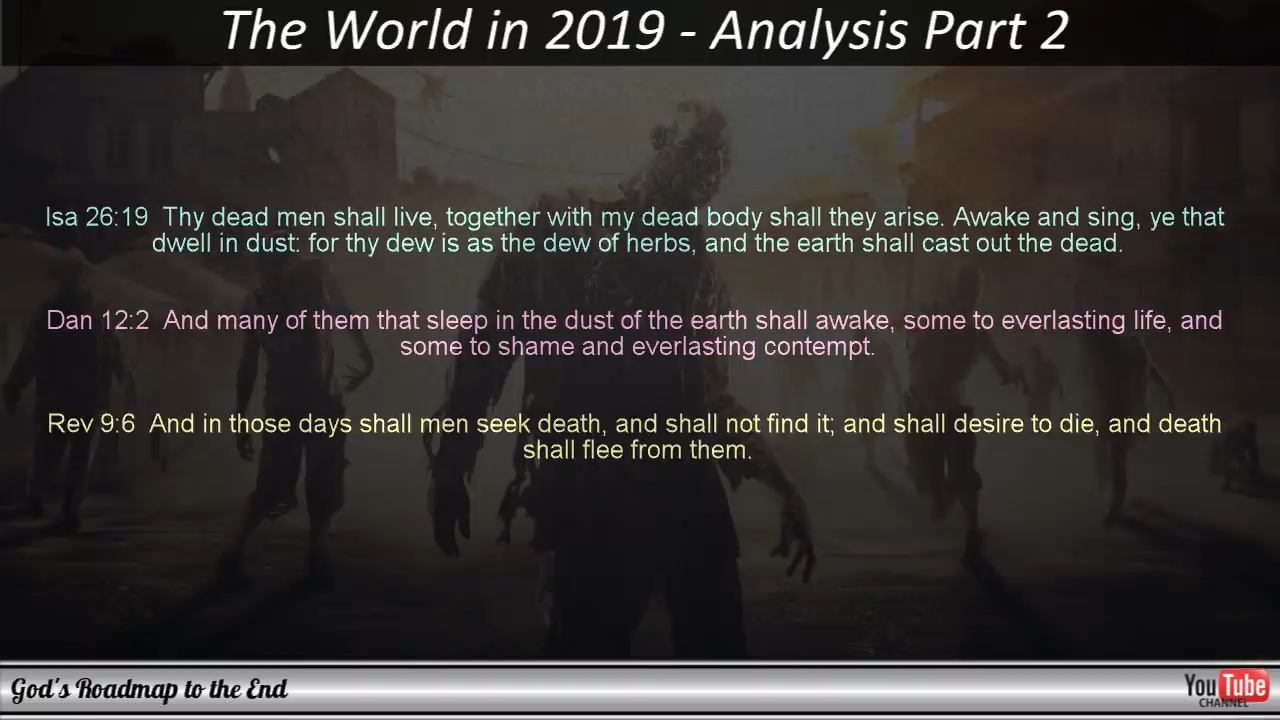 The World in 2019 - Analysis Part 2
Isa 26:19  Thy dead men shall live, together with my dead body shall they arise. Awake and sing, ye that
dwell in dust: for thy dew is as the dew of herbs, and the earth shall cast out the dead.
Dan 12:2  And many of them that sleep in the dust of the earth shall awake, some to everlasting life, and
some to shame and everlasting contempt.
Rev 9:6  And in those days shall men seek death, and shall not find it; and shall desire to die, and death
shall flee from them.
God's Roadmap to the End
YouTube
CHANNEL